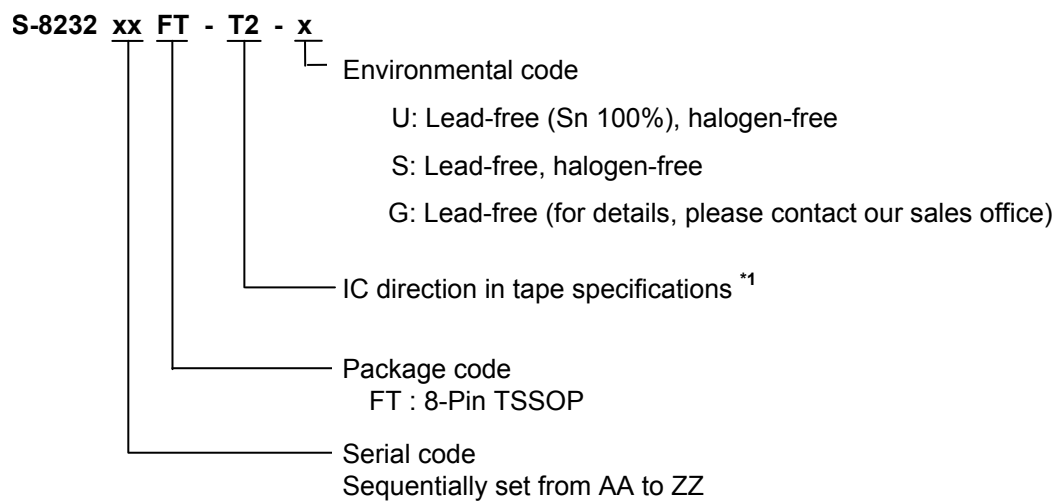 S-8232 xx FT - T2 - x
Environmental code
U: Lead-free (Sn 100%), halogen-free
S: Lead-free, halogen-free
G: Lead-free (for details, please contact our sales office)
IC direction in tape specifications *1
Package code
FT : 8-Pin TSSOP
Serial code
Sequentially set from AA to ZZ